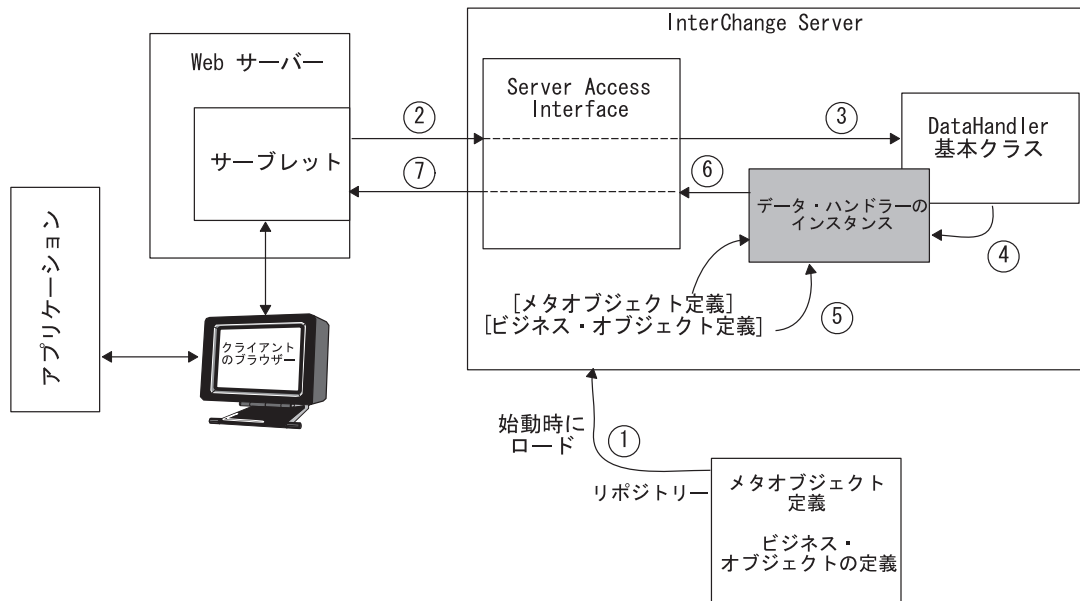 InterChange Server
Web サーバー
Server Access
Interface
②
③
DataHandler
基本クラス
サーブレット
⑦
⑥
データ・ハンドラーの
インスタンス
④
アプリケーション
[メタオブジェクト定義]
[ビジネス・オブジェクト定義]
⑤
クライアント
のブラウザー
始動時に
ロード
①
リポジトリー
メタオブジェクト
定義
ビジネス・
オブジェクトの定義